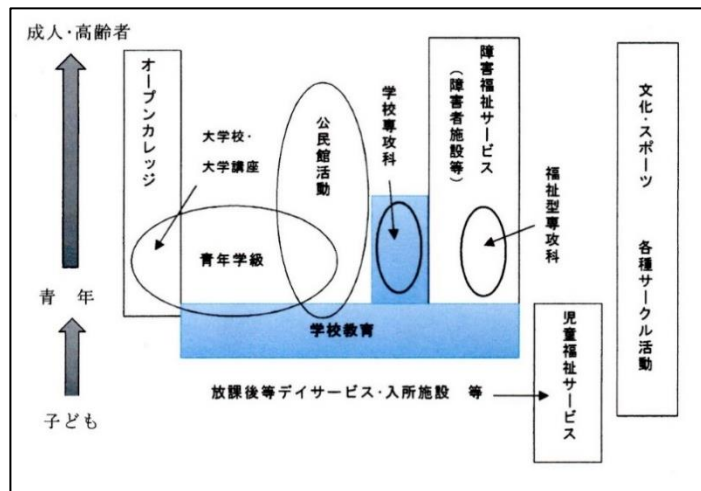 成人・高齢者
青　年
子ども
オープンカレッジ
大学校・
大学講座
青年学級
公民館活動
学校専攻科
障害福祉サービス
（障害者施設等）
福祉型専攻科
文化・スポーツ　各種サークル活動
学校教育
放課後等デイサービス・入所施設　等
児童福祉サービス